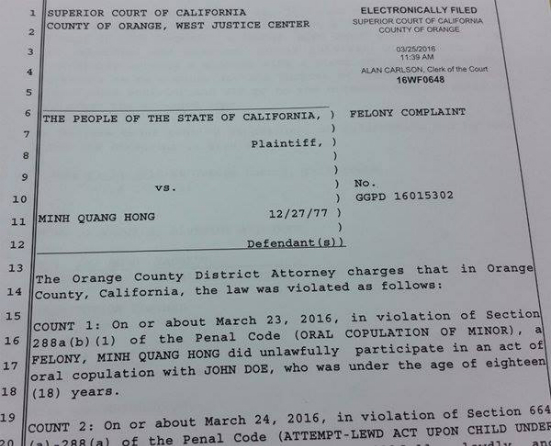 1 SUPERIOR COURT OF CALIFORNIA
2 COUNTY OF ORANGE, WEST JUSTICE CENTER
ELECTRONICALLY FILED
SUPERIOR COURT OF CALIFORNIA
COUNTY OF ORANGE
03/25/2016
11:39 AM
ALAN CARLSON, Clerk of the Court
16WF0648
3
4
5
6 THE PEOPLE OF THE STATE OF CALIFORNIA, ) FELONY COMPLAINT
)
7 Plaintiff, )
)
8 )
9 ) No.
vs. ) GGPD 16015302
10 )
11 MINH QUANG HONG 12/27/77 )
)
12 Defendant(s))
13 The Orange County District Attorney charges that in Orange
14 County, California, the law was violated as follows:
15 COUNT 1: On or about March 23, 2016, in violation of Section
16 288a(b)(1) of the Penal Code (ORAL COPULATION OF MINOR), a
17 FELONY, MINH QUANG HONG did unlawfully participate in an act of
oral copulation with JOHN DOE, who was under the age of eighteen
18 (18) years.
19 COUNT 2: On or about March 24, 2016, in violation of Section 664
20 (a)-288(a) of the Penal Code (ATTEMPT-LEWD ACT UPON CHILD UNDER